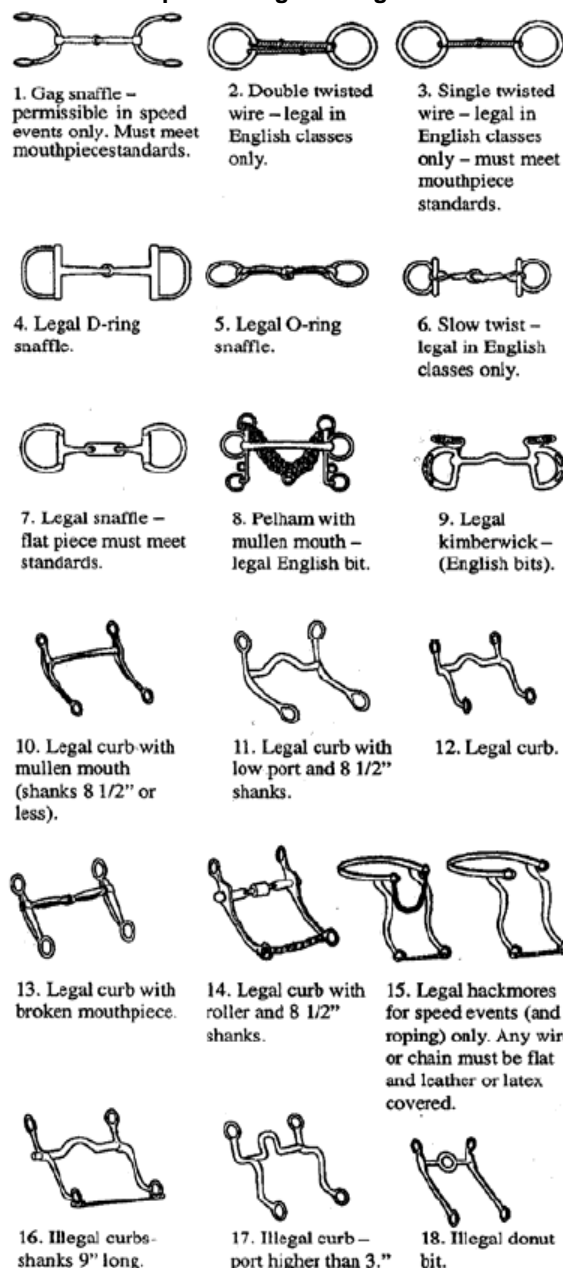 1. Gag snaffle –
permissible in speed
events only. Must meet
mouthpiecestandards.
2. Double twisted
wire – legal in
English classes
only.
3. Single twisted
wire – legal in
English classes
only – must meet
mouthpiece
standards.
4. Legal D-ring
snaffle.
5. Legal O-ring
snaffle.
6. Slow twist –
legal in English
classes only.
7. Legal snaffle –
flat piece must meet
standards.
8. Pelham with
mullen mouth –
legal English bit.
9. Legal
kimberwick –
(English bits).
10. Legal curb with
mullen mouth
(shanks 8 1/2" or
less).
11. Legal curb with
low port and 8 1/2"
shanks.
12. Legal curb.
13. Legal curb with
broken mouthpiece.
14. Legal curb with
roller and 8 1/2"
shanks.
15. Legal hackmores
for speed events (and
roping) only. Any wir
or chain must be flat
and leather or latex
covered.
16. Illegal curbs-
shanks 9" long.
17. Illegal curb –
port higher than 3."
18. Illegal donut
bit.